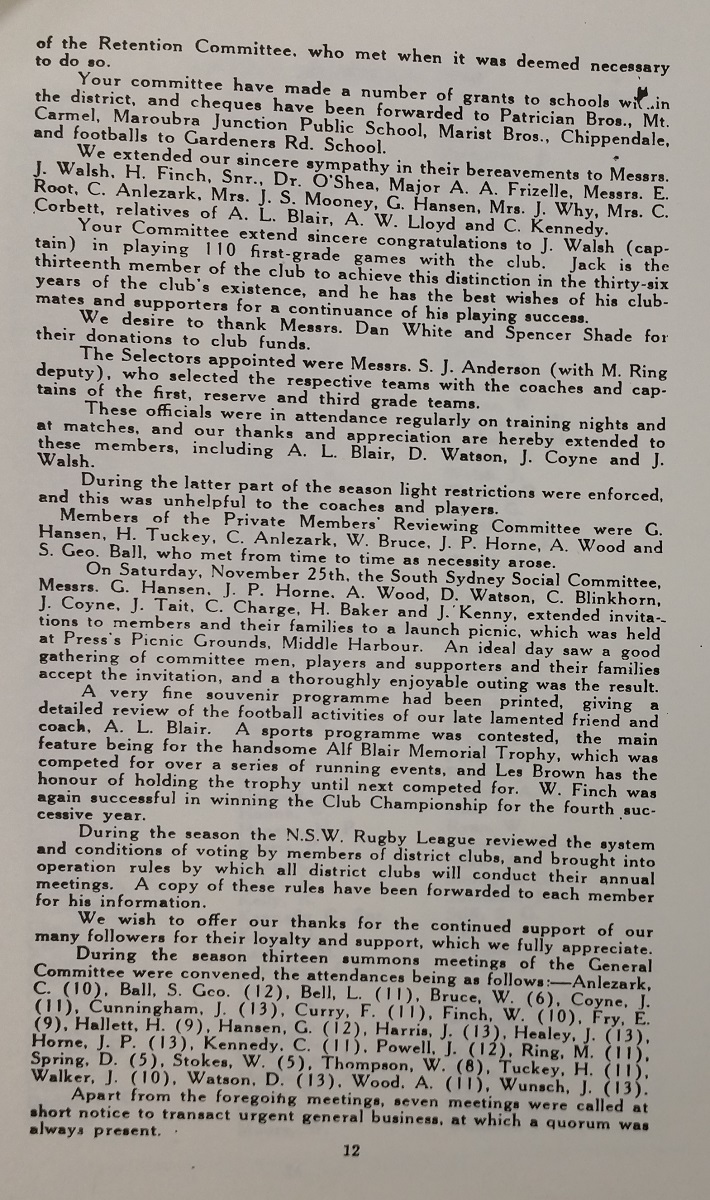 of the Retention Committee, who met when it was deemed necessary
to do so.
Your committee have made a number of grants to schools
the district, and cheques have been forwarded to Patrician Bros., Mt.
Carmel, Maroubra Junction Public School, Marist Bros., Chippendale,
and footballs to Gardeners Rd. School.
We extended our sincere sympathy in their bereavements to Messrs.
J. Walsh, H. Finch, Snr., Dr. O'Shea, Major A. A. Frizelle, Messrs. E.
Root, C. Anlezark, Mrs. J. S. Mooney, G. Hansen, Mrs. J. Why, Mrs. C.
Corbett, relatives of A. L. Blair, A. W. Lloyd and C. Kennedy.
Your Committee extend sincere congratulations to J. Walsh (cap-
tain) in playing 110 first-grade games with the club. Jack is the
thirteenth member of the club to achieve this distinction in the thirty-six
years of the club's existence, and he has the best wishes of his club-
mates and supporters for a continuance of his playing success.
We desire to thank Messrs. Dan White and Spencer Shade for
their donations to club funds.
The Selectors appointed were Messrs. S. J. Anderson (with M. Ring
deputy), who selected the respective teams with the coaches and cap-
tains of the first, reserve and third grade teams.
These officials were in attendance regularly on training nights and
at matches, and our thanks and appreciation are hereby extended to
these members, including A. L. Blair, D. Watson, J. Coyne and J.
Walsh.
During the latter part of the season light restrictions were enforced,
and this was unhelpful to the coaches and players.
Members of the Private Members' Reviewing Committee were G.
Hansen, H. Tuckey, C. Anlezark, W. Bruce, J. P. Horne, A. Wood and
S. Geo. Ball, who met from time to time as necessity arose.
On Saturday, November 25th, the South Sydney Social Committee,
Messrs. G. Hansen, J. P. Horne, A. Wood, D. Watson, C. Blinkhorn,
J. Coyne, J. Tait, C. Charge, H. Baker and J. Kenny, extended invita-
tions to members and their families to a launch picnic, which was held
at Press's Picnic Grounds, Middle Harbour. An ideal day saw a good
gathering of committee men, players and supporters and their families
accept the invitation, and a thoroughly enjoyable outing was the result.
A very fine souvenir programme had been printed, giving a
detailed review of the football activities of our late lamented friend and
coach, A. L. Blair. A sports programme was contested, the main
feature being for the handsome Alf Blair Memorial Trophy, which was
competed for over a series of running events, and Les Brown has the
honour of holding the trophy until next competed for. W. Finch was
again successful in winning the Club Championship for the fourth suc-
cessive year.
During the season the N.S.W. Rugby League reviewed the system
and conditions of voting by members of district clubs, and brought into
operation rules by which all district clubs will conduct their annual
meetings. A copy of these rules have been forwarded to each member
for his information.
We wish to offer our thanks for the continued support of our
many followers for their loyalty and support, which we fully appreciate.
During the season thirteen summons meetings of the General
Committee were convened, the attendances being as follows:—Anlezark,
C. (10), Ball, S. Geo. (12), Bell, L. (11), Bruce, W. (6), Coyne, J.
(11), Cunningham, J. (13), Curry, F. (11), Finch, W. (10), Fry, E.
(9), Hallett, H. (9), Hansen, G. (12), Harris, J. (13), Healey, J. (13),
Horne, J. P. (13), Kennedy, C. (11), Powell, J. (12), Ring, M. (11),
Spring, D. (5), Stokes, W. (5), Thompson, W. (8), Tuckey, H. (11),
Walker, J. (10), Watson, D. (13), Wood, A. (11), Wunsch, J. (13).
Apart from the foregoing meetings, seven meetings were called at
short notice to transact urgent general business, at which a quorum was
always present.
12